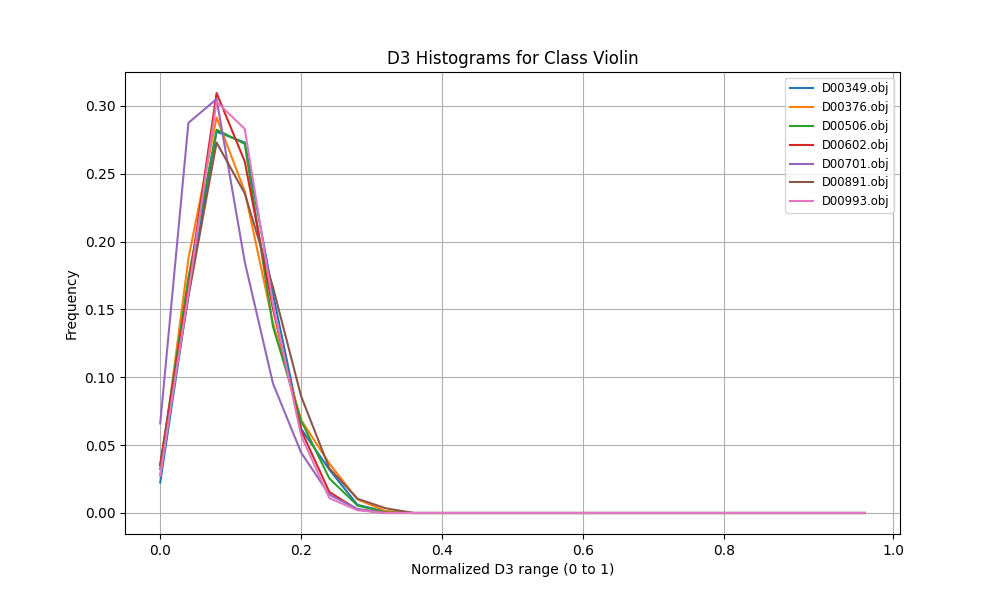 D3 Histograms for Class Violin
D00349.obj
D00376.obj
D00506.obj
D00602.obj
D00701.obj
D00891.obj
D00993.obj
0.30
0.25
0.20
0.15
0.10
0.05
0.00
Frequency
0.0 0.2 0.4 0.6 0.8 1.0
Normalized D3 range (0 to 1)